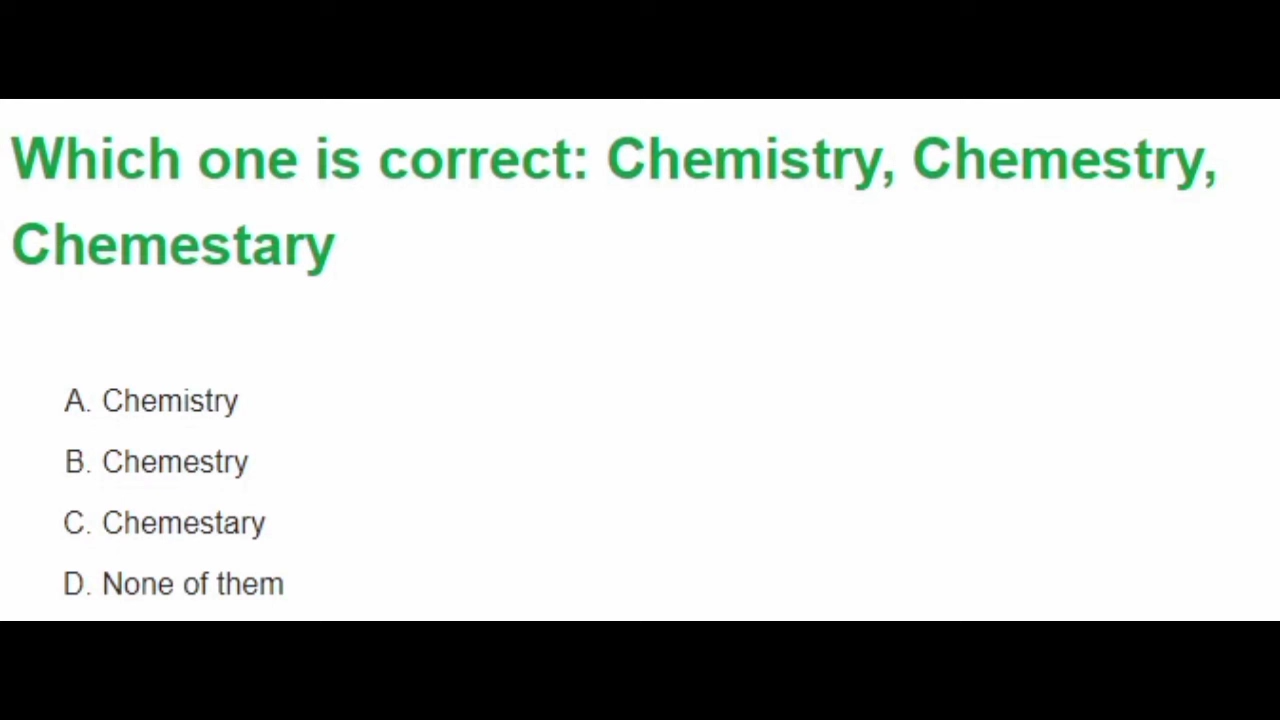 Which one is correct: Chemistry, Chemestry,
Chemestary
A. Chemistry
B. Chemestry
C. Chemestary
D. None of them